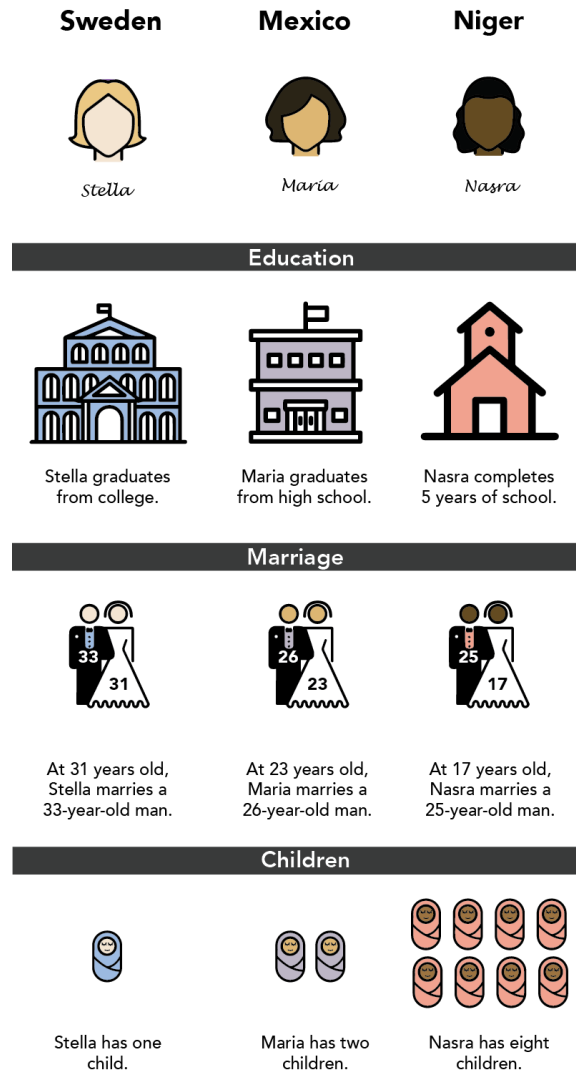 Sweden
Mexico
Niger
Stella
Maria
Nasra
Education
Stella graduates
from college.
Maria graduates
from high school.
Nasra completes
5 years of school.
Marriage
33
31
26
23
25
17
At 31 years old,
Stella marries a
33-year-old man.
At 23 years old,
Maria marries a
26-year-old man.
At 17 years old,
Nasra marries a
25-year-old man.
Children
Stella has one
child.
Maria has two
children.
Nasra has eight
children.